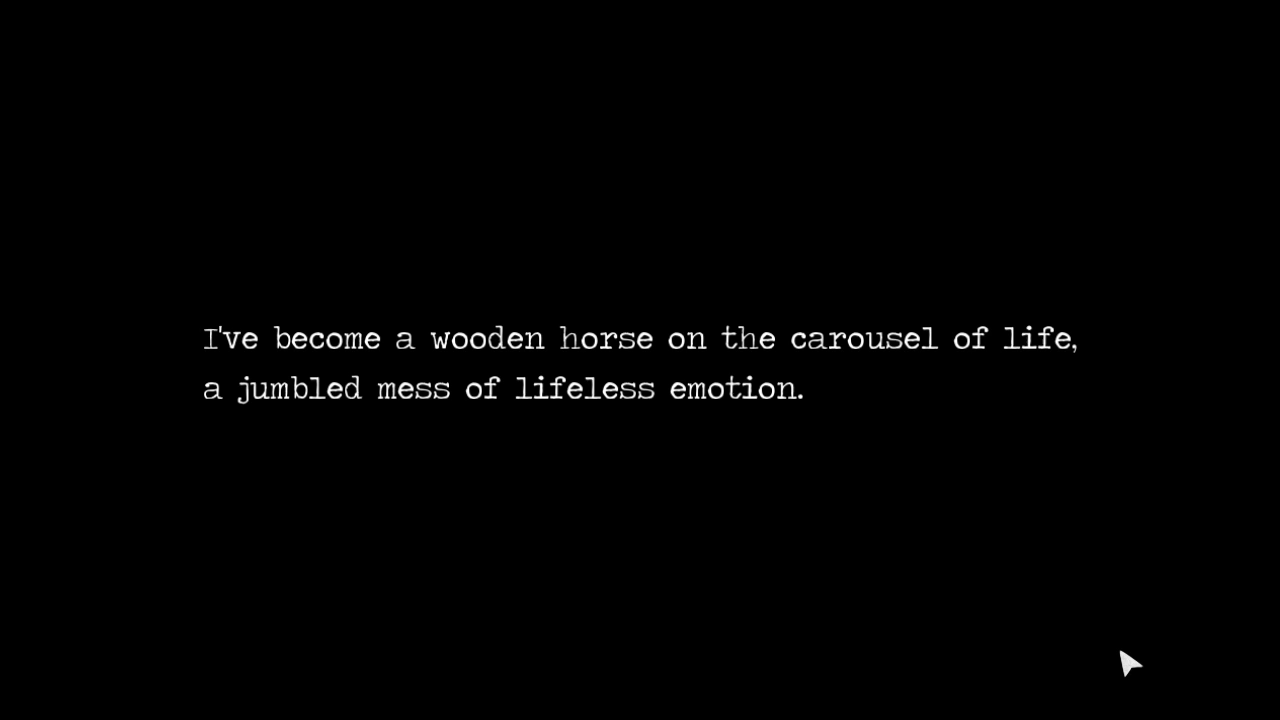 I've become a wooden horse on the carousel of life,
a jumbled mess of lifeless emotion.